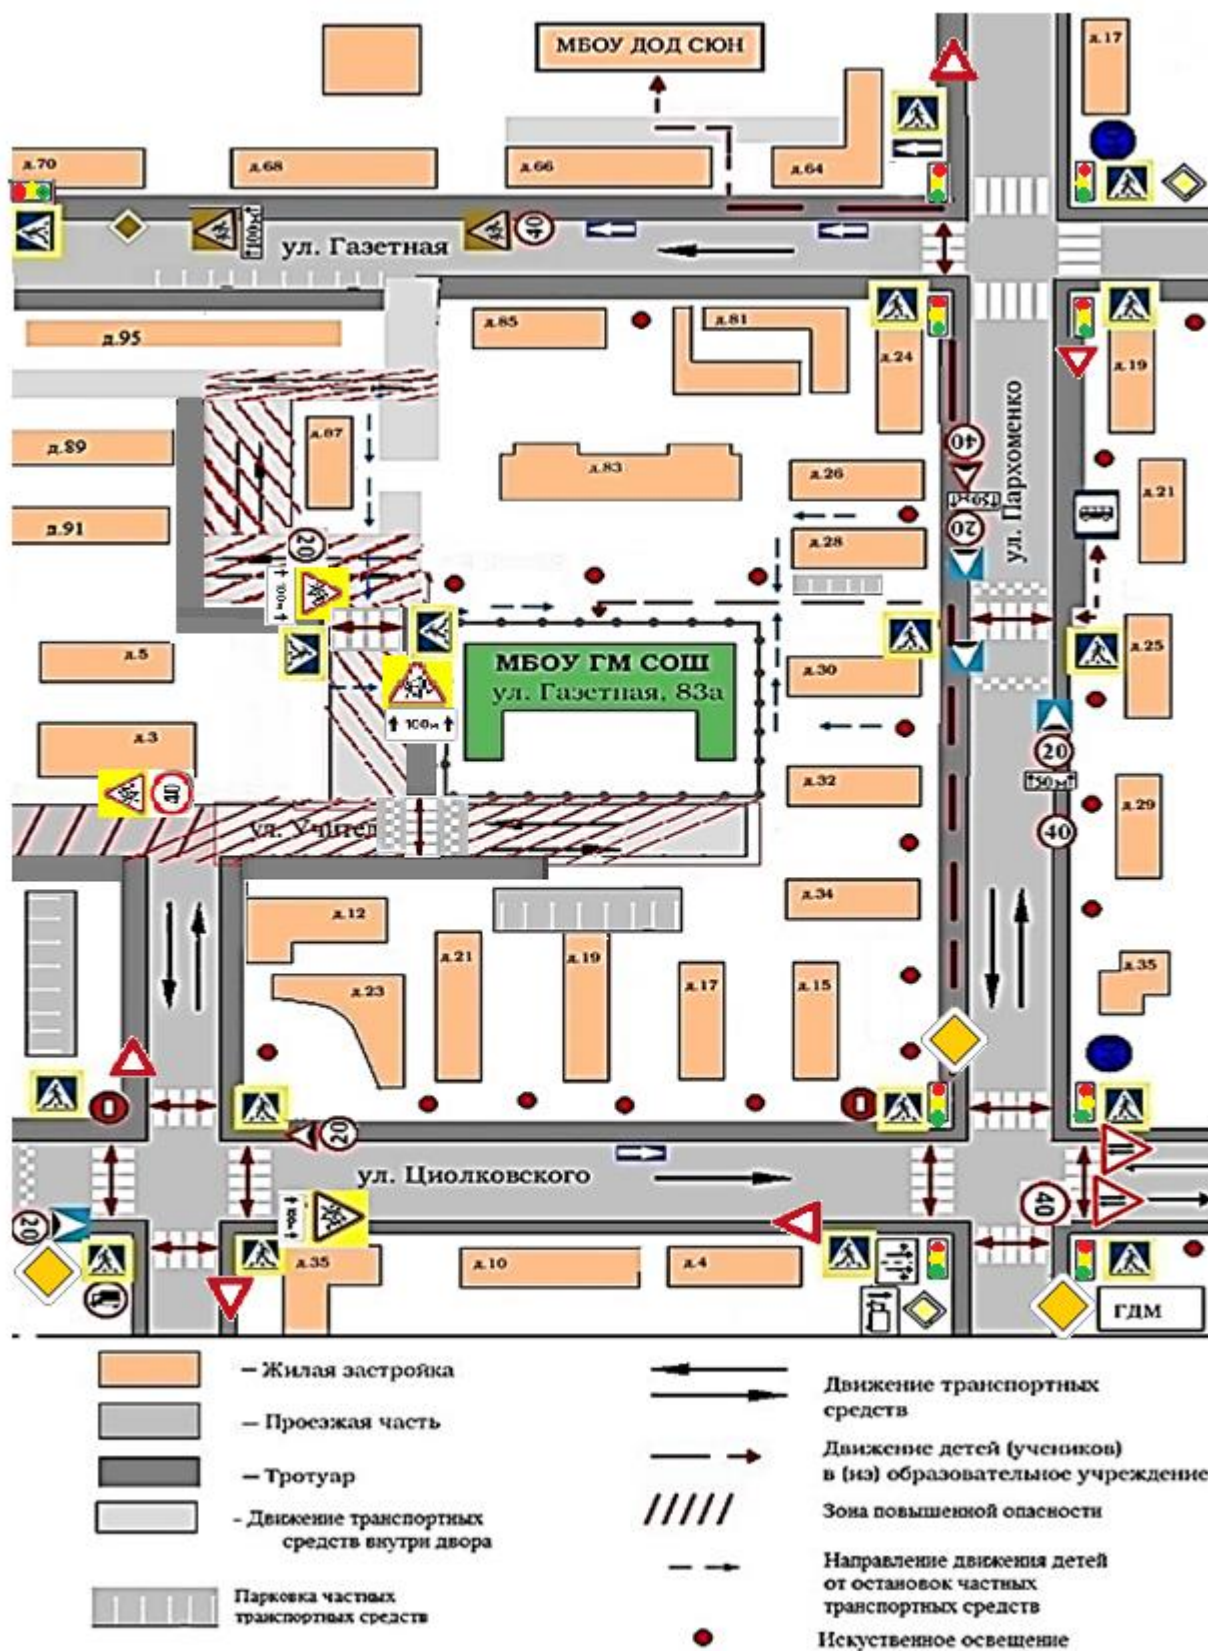 МБОУ ДОД СЮН
д.17
д.70
д.68
д.66
д.64
100м
40
ул. Газетная
д.85
д.81
д.24
д.19
д.95
д.87
д.89
д.83
д.26
40
ул. Пархоменко
50м
20
д.21
д.91
д.28
20
100м
д.5
МБОУ ГМ СОШ
ул. Газетная, 83а
д.30
д.25
100м
д.3
40
д.32
20
50м
40
д.29
ул. Учител
д.34
д.12
д.21
д.19
д.17
д.15
д.23
д.35
20
ул. Циолковского
40
20
100м
д.35
д.10
д.4
ГДМ
– Жилая застройка
– Проезжая часть
– Тротуар
- Движение транспортных
средств внутри двора
Парковка частных
транспортных средств
Движение транспортных
средств
Движение детей (учеников)
в (из) образовательное учреждение
Зона повышенной опасности
Направление движения детей
от остановок частных
транспортных средств
Искуственное освещение